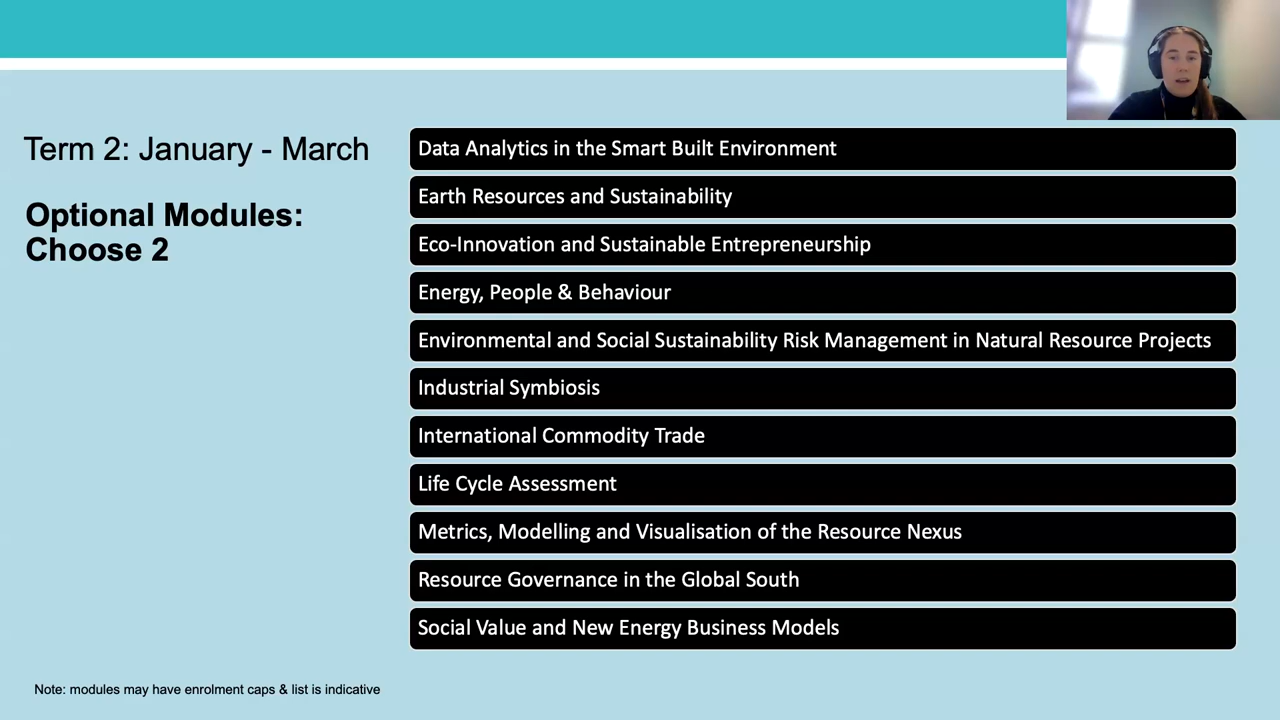 Term 2: January - March
Optional Modules:
Choose 2
Data Analytics in the Smart Built Environment
Earth Resources and Sustainability
Eco-Innovation and Sustainable Entrepreneurship
Energy, People & Behaviour
Environmental and Social Sustainability Risk Management in Natural Resource Projects
Industrial Symbiosis
International Commodity Trade
Life Cycle Assessment
Metrics, Modelling and Visualisation of the Resource Nexus
Resource Governance in the Global South
Social Value and New Energy Business Models
Note: modules may have enrolment caps & list is indicative